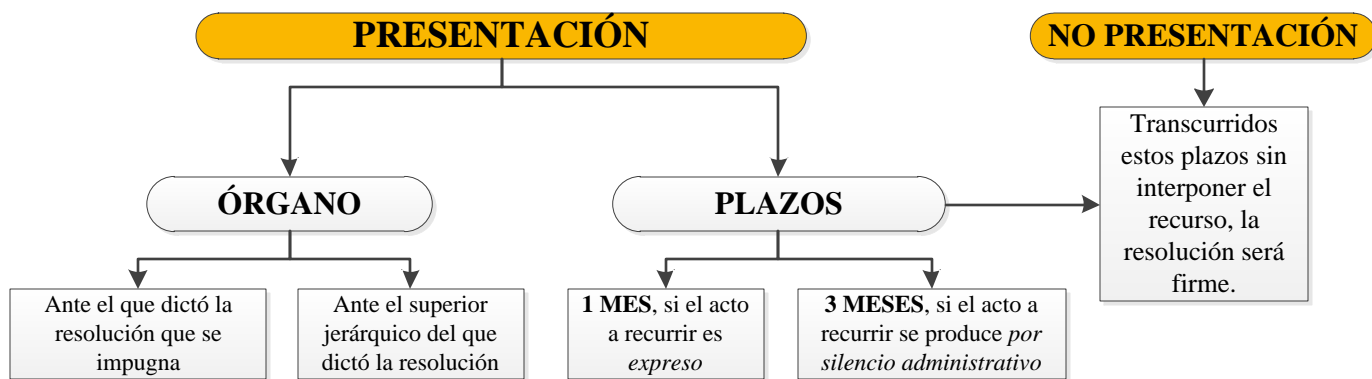 PRESENTACIÓN
NO PRESENTACIÓN
ÓRGANO
PLAZOS
Transcurridos
estos plazos sin
interponer el
recurso, la
resolución será
firme.
Ante el que dictó la
resolución que se
impugna
Ante el superior
jerárquico del que
dictó la resolución
1 MES, si el acto
a recurrir es
expreso
3 MESES, si el acto a
recurrir se produce por
silencio administrativo